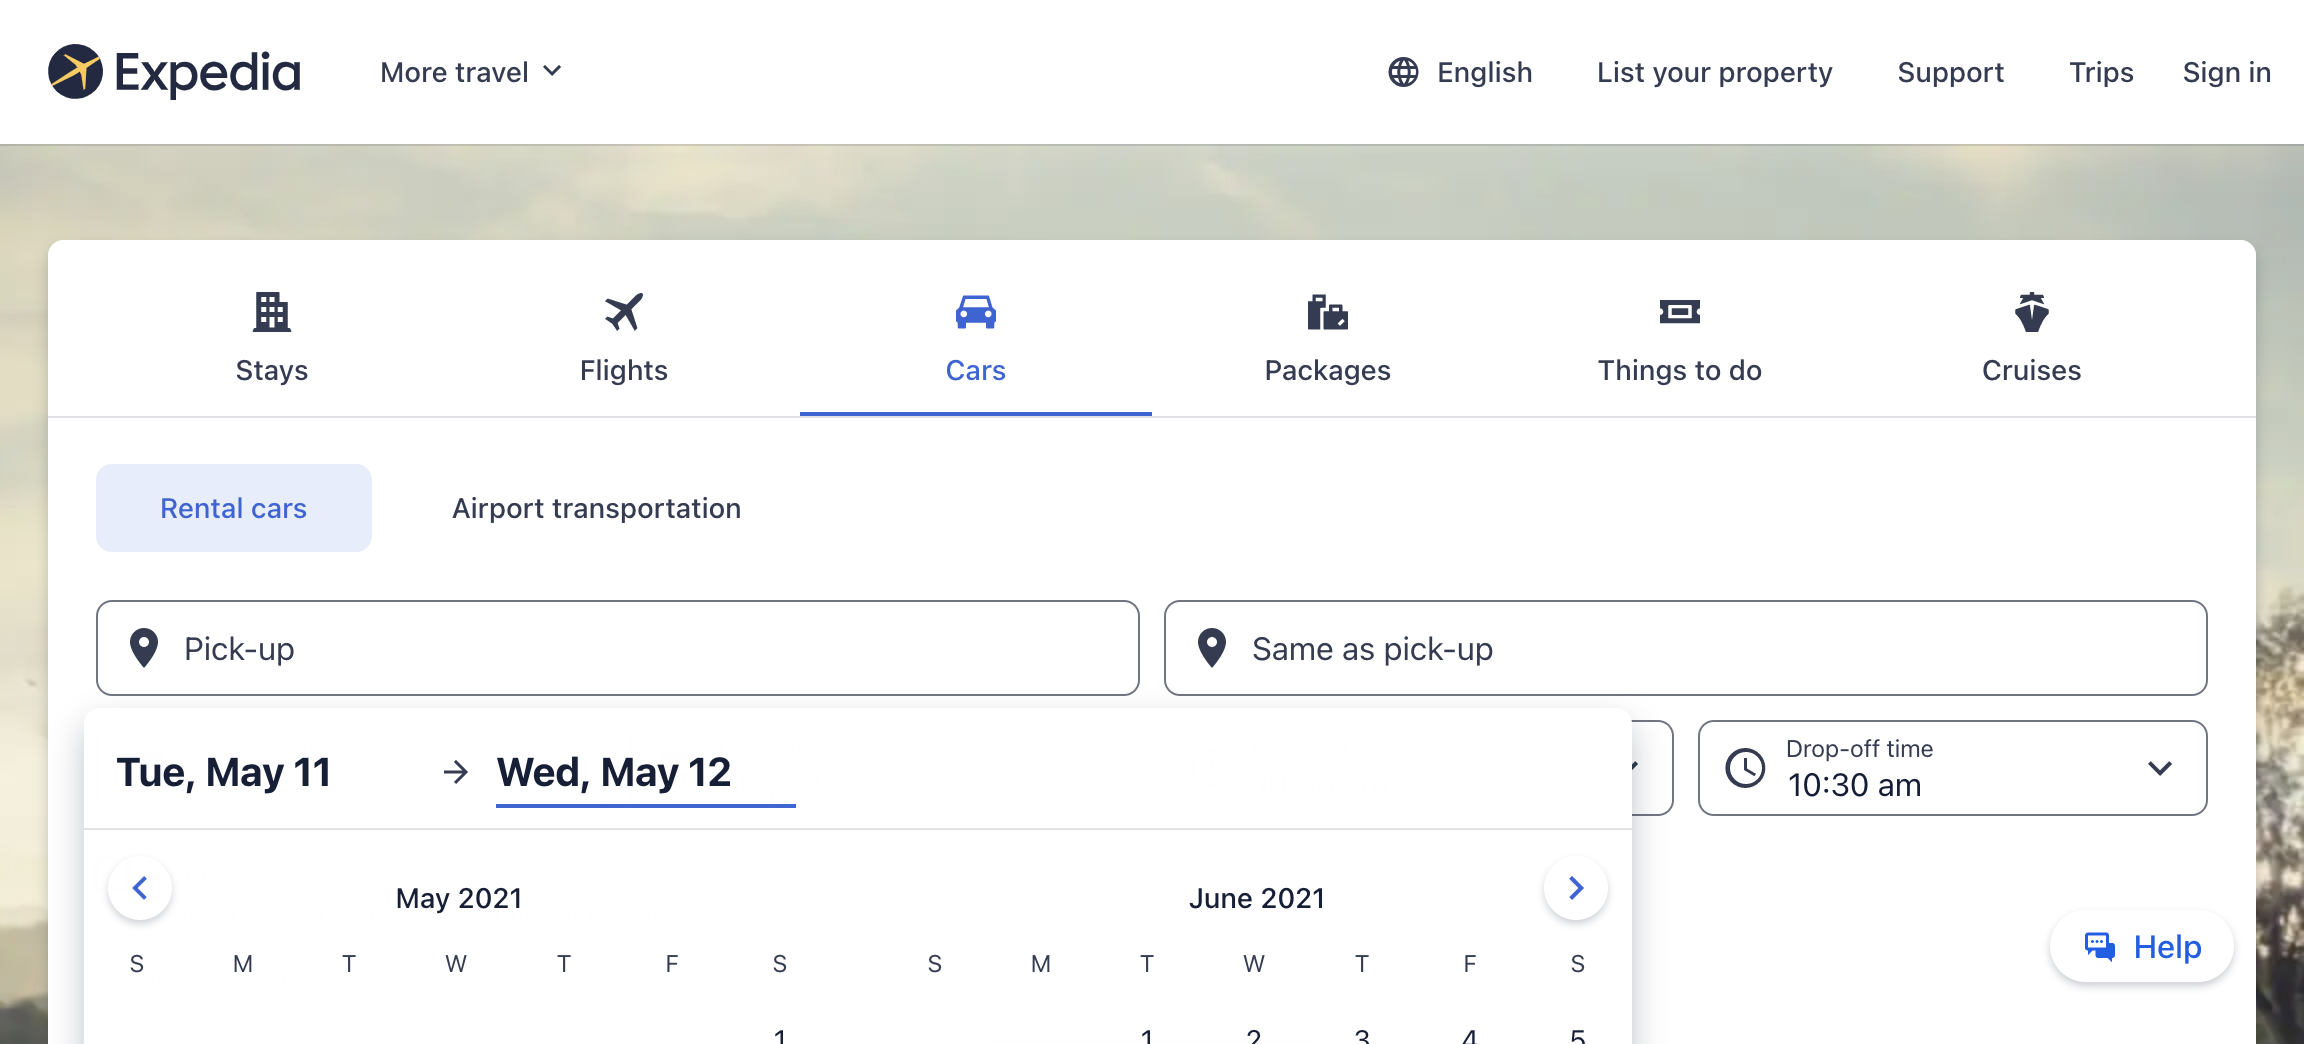 Expedia
More travel
English
List your property
Support
Trips
Sign in
Stays
Flights
Cars
Packages
Things to do
Cruises
Rental cars
Airport transportation
Pick-up
Same as pick-up
Tue, May 11
Wed, May 12
Drop-off time
10:30 am
May 2021
June 2021
S M T W T F S
S M T W T F S
Help
1
1 2 3 4 5